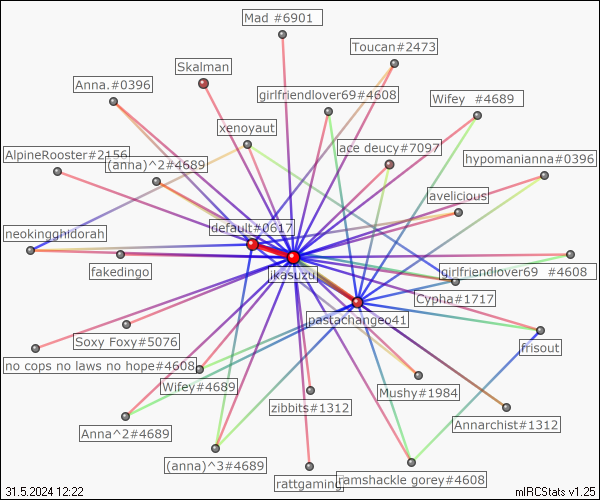 Mad #6901
Toucan#2473
Skalman
Anna.#0396
girlfriendlover69#4608
Wifey  #4689
xenoyaut
ace deucy#7097
AlpineRooster#2156
(anna)^2#4689
hypomanianna#0396
avelicious
default#0617
neokingghidorah
ikasuzu
fakedingo
girlfriendlover69  #4608
Cypha#1717
pastachangeo41
Soxy Foxy#5076
frisout
no cops no laws no hope#4608
Wifey#4689
Mushy#1984
zibbits#1312
Annarchist#1312
Anna^2#4689
(anna)^3#4689
rattgaming
ramshackle gorey#4608
31.5.2024 12:22
mIRCStats v1.25